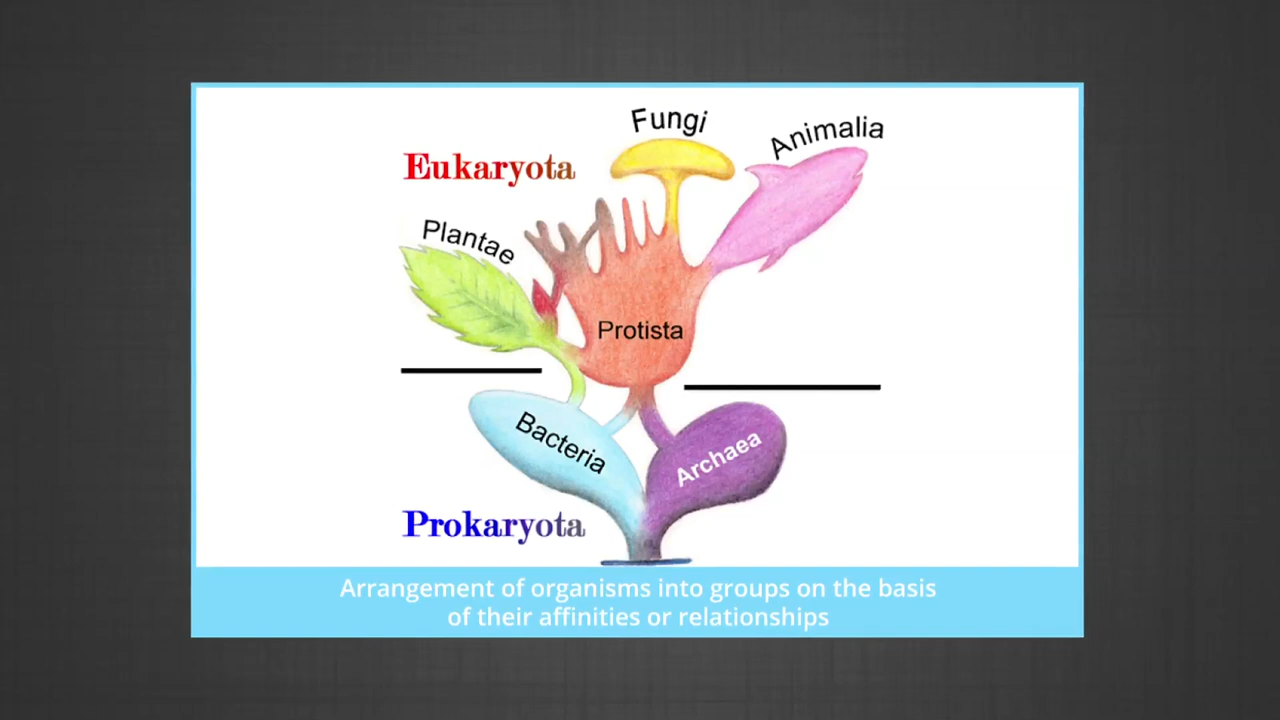 Fungi
Animalia
Eukaryota
Plantae
Protista
Bacteria
Archaea
Prokaryota
Arrangement of organisms into groups on the basis
of their affinities or relationships